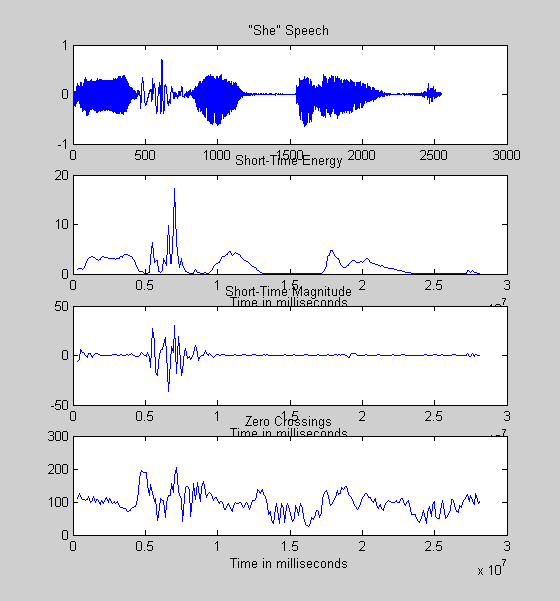 "She" Speech
1
0
-1
0 500 1000 1500 2000 2500 3000
Short-Time Energy
20
10
0
0 0.5 1 1.5 2 2.5 3
Time in milliseconds
x 10^7
Short-Time Magnitude
50
0
-50
0 0.5 1 1.5 2 2.5 3
Time in milliseconds
Zero Crossings
300
200
100
0
0 0.5 1 1.5 2 2.5 3
Time in milliseconds
x 10^7